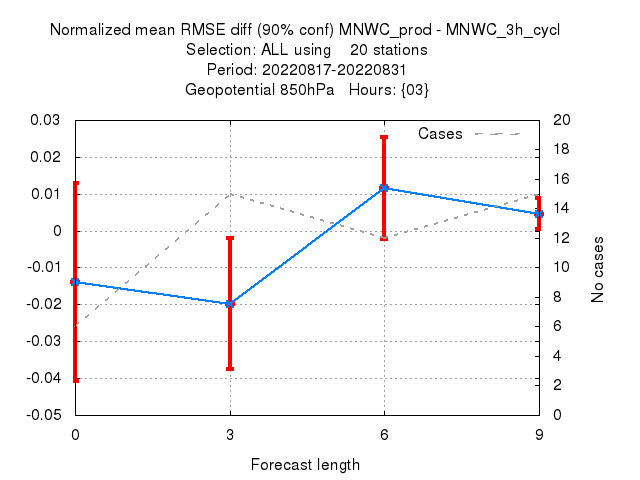 Normalized mean RMSE diff (90% conf) MNWC_prod - MNWC_3h_cycl
Selection: ALL using    20 stations
Period: 20220817-20220831
Geopotential 850hPa   Hours: {03}
0.03
0.02
0.01
0
-0.01
-0.02
-0.03
-0.04
-0.05
Cases
20
18
16
14
12
10
8
6
4
2
0
No cases
0 3 6 9
Forecast length